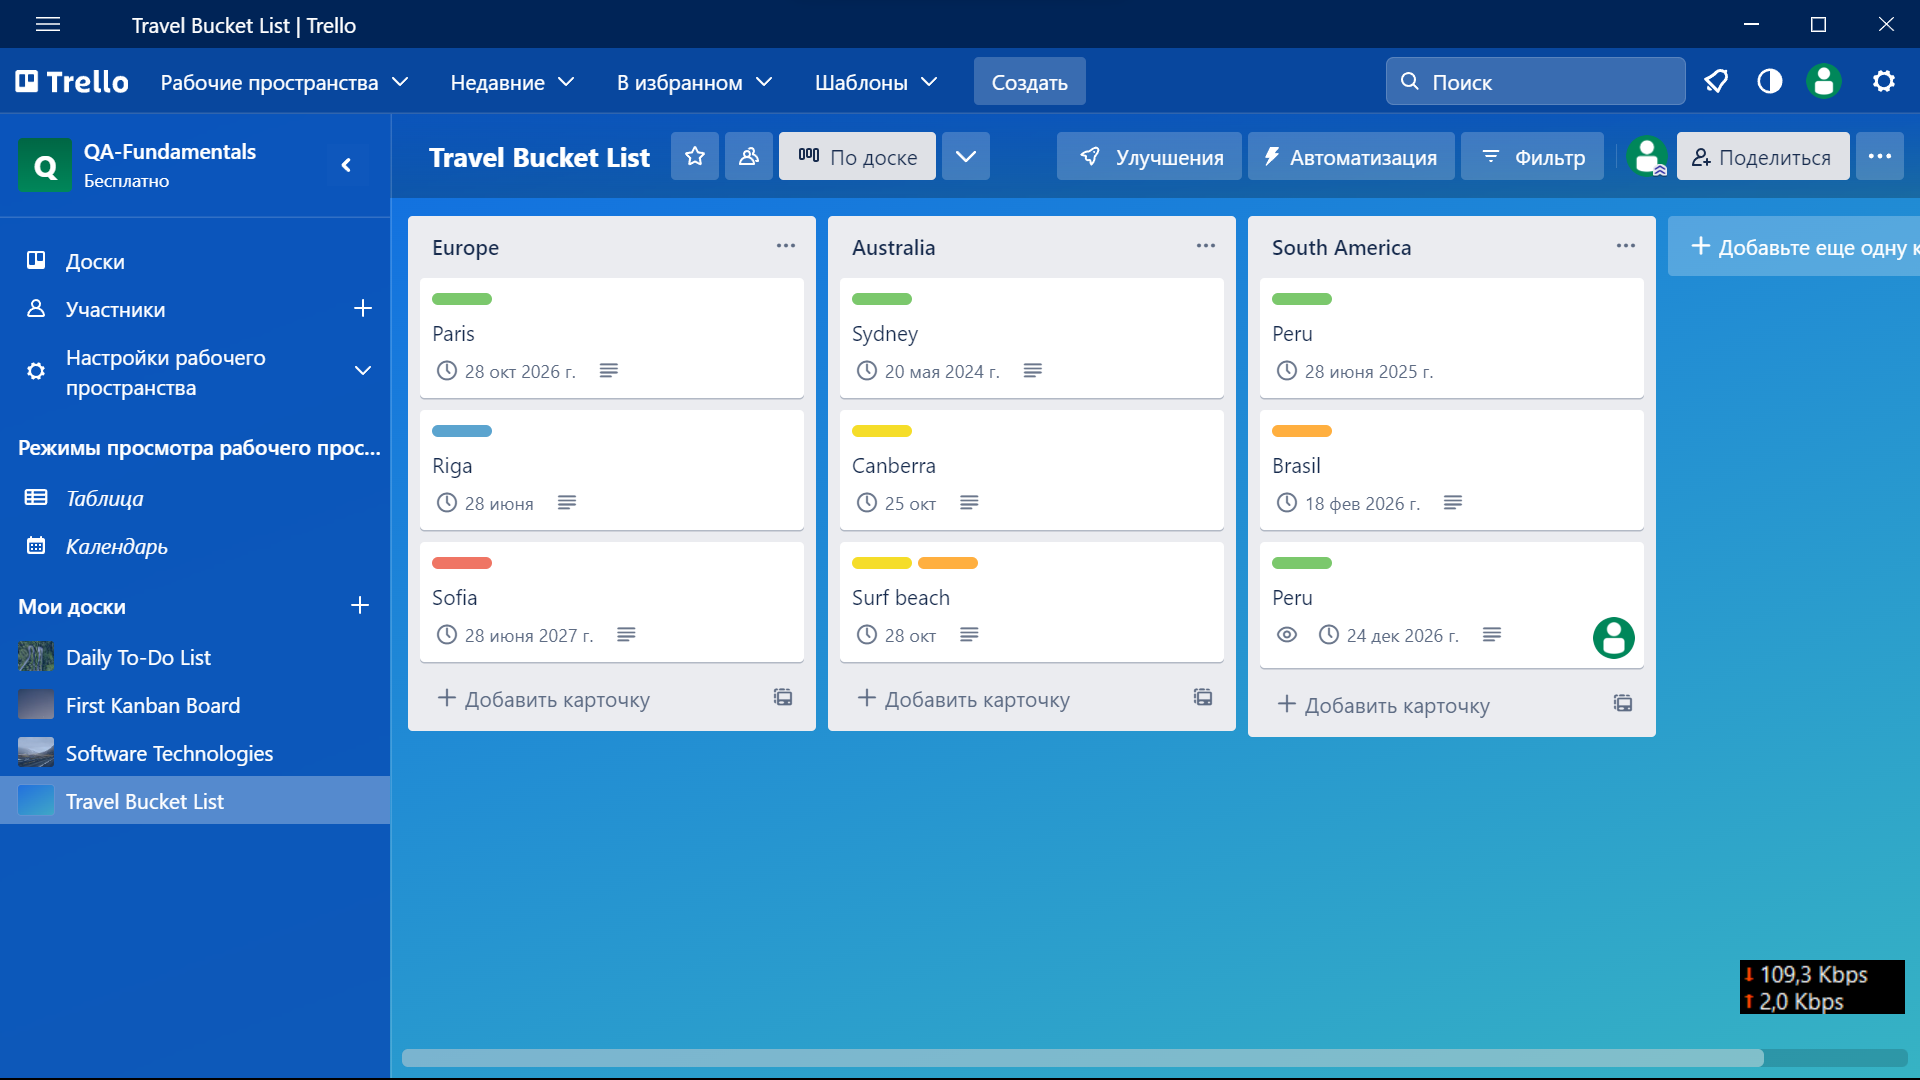 Travel Bucket List | Trello
Trello
Рабочие пространства
Недавние
В избранном
Шаблоны
Создать
Поиск
Q
QA-Fundamentals
Бесплатно
Travel Bucket List
По доске
Улучшения
Автоматизация
Фильтр
Поделиться
Доски
Участники
Настройки рабочего
пространства
Режимы просмотра рабочего прос...
Таблица
Календарь
Мои доски
Daily To-Do List
First Kanban Board
Software Technologies
Travel Bucket List
Europe
Paris
28 окт 2026 г.
Riga
28 июня
Sofia
28 июня 2027 г.
Добавить карточку
Australia
Sydney
20 мая 2024 г.
Canberra
25 окт
Surf beach
28 окт
Добавить карточку
South America
Peru
28 июня 2025 г.
Brasil
18 фев 2026 г.
Peru
24 дек 2026 г.
Добавить карточку
Добавьте еще одну к
109,3 Kbps
2,0 Kbps